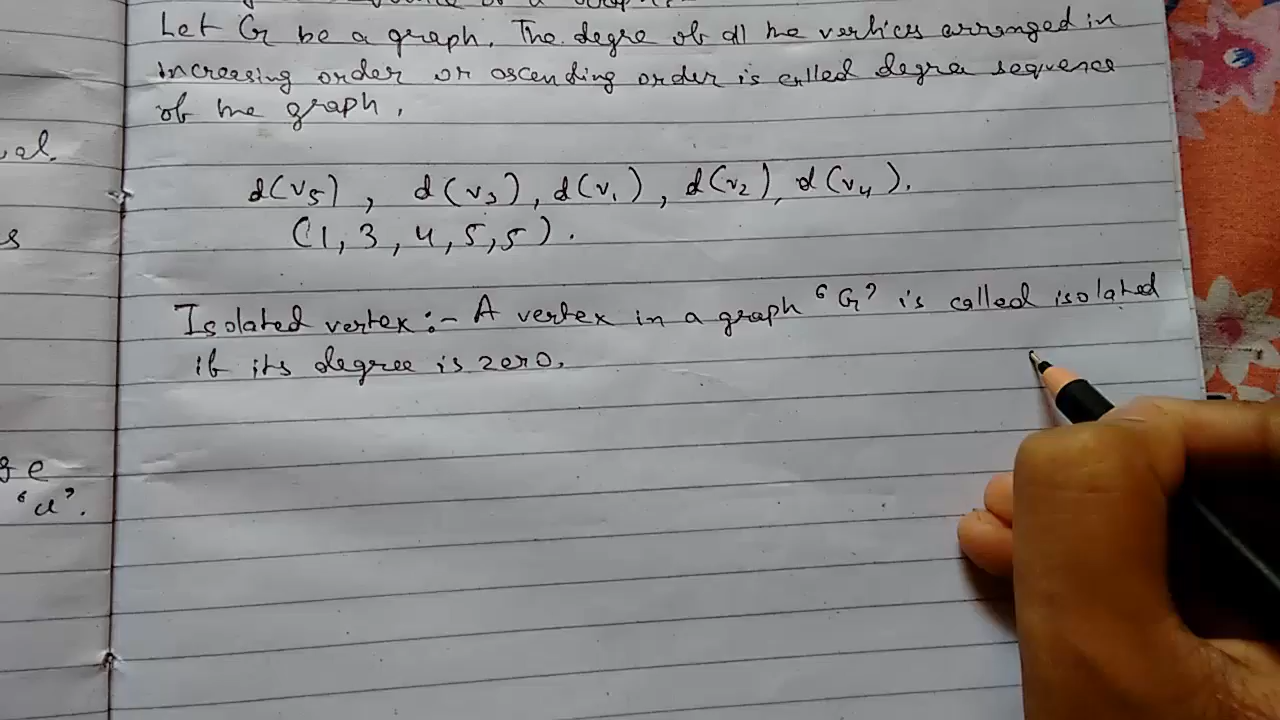 Let G be a graph. The degre of all the vertices arranged in
increasing order or ascending order is called degree sequence
of the graph.
d(v5), d(v3), d(v1), d(v2), d(v4).
(1, 3, 4, 5, 5).
Isolated vertex :- A vertex in a graph "G" is called isolated
if its degree is zero.
"u".